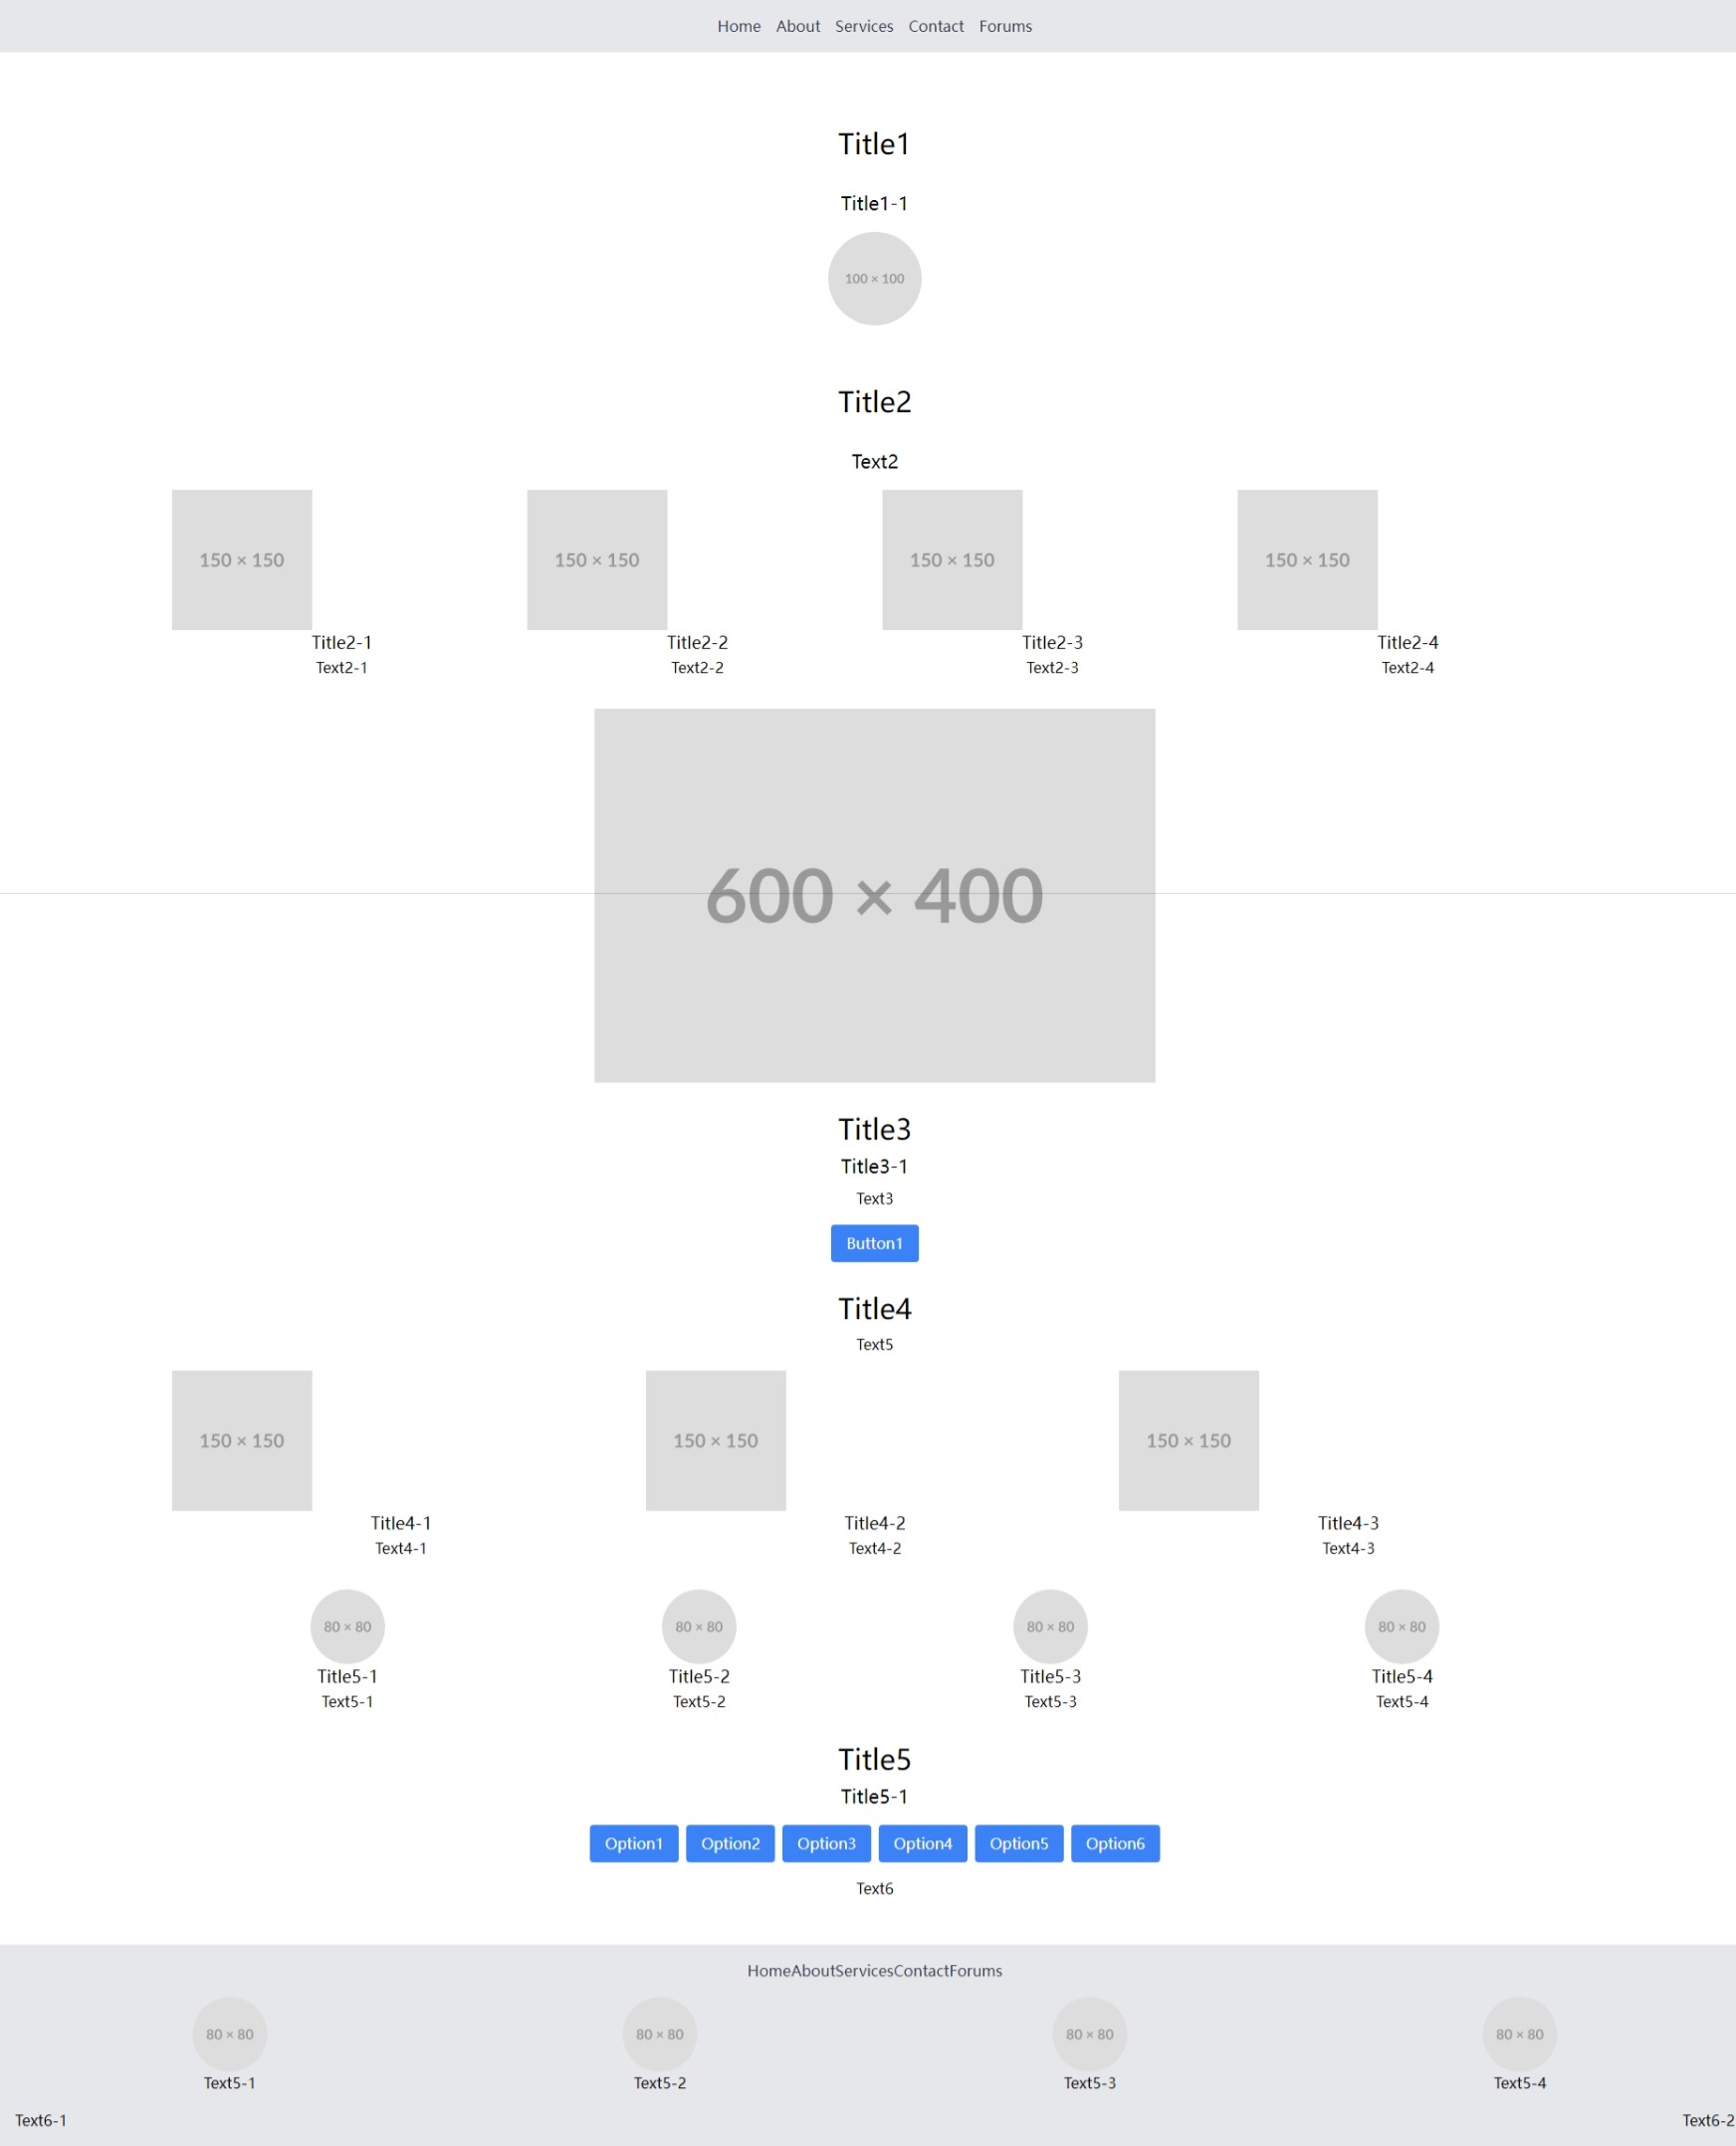 Home About Services Contact Forums
Title1
Title1-1
100 × 100
Title2
Text2
150 × 150 150 × 150 150 × 150 150 × 150
Title2-1 Title2-2 Title2-3 Title2-4
Text2-1 Text2-2 Text2-3 Text2-4
600 × 400
Title3
Title3-1
Text3
Button1
Title4
Text5
150 × 150 150 × 150 150 × 150
Title4-1 Title4-2 Title4-3
Text4-1 Text4-2 Text4-3
80 × 80 80 × 80 80 × 80 80 × 80
Title5-1 Title5-2 Title5-3 Title5-4
Text5-1 Text5-2 Text5-3 Text5-4
Title5
Title5-1
Option1 Option2 Option3 Option4 Option5 Option6
Text6
HomeAboutServicesContactForums
80 × 80 80 × 80 80 × 80 80 × 80
Text5-1 Text5-2 Text5-3 Text5-4
Text6-1 Text6-2